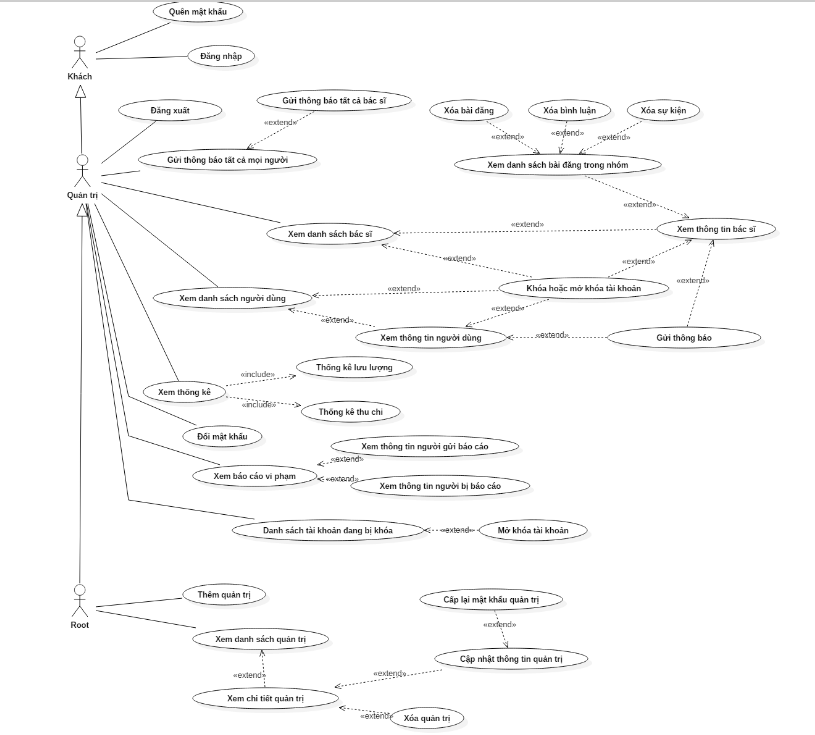 Quên mật khẩu
Đăng nhập
Khách
Đăng xuất
Gửi thông báo tất cả bác sĩ
«extend»
Gửi thông báo tất cả mọi người
Xóa bài đăng
Xóa bình luận
Xóa sự kiện
«extend»
«extend»
«extend»
Xem danh sách bài đăng trong nhóm
Quản trị
«extend»
Xem danh sách bác sĩ
«extend»
Xem thông tin bác sĩ
«extend»
«extend»
Xem danh sách người dùng
«extend»
Khóa hoặc mở khóa tài khoản
«extend»
«extend»
«extend»
Xem thông tin người dùng
«extend»
Gửi thông báo
Xem thống kê
«include»
Thống kê lưu lượng
«include»
Thống kê thu chi
Đổi mật khẩu
Xem thông tin người gửi báo cáo
«extend»
Xem báo cáo vi phạm
«extend»
Xem thông tin người bị báo cáo
Danh sách tài khoản đang bị khóa
«extend»
Mở khóa tài khoản
Root
Thêm quản trị
Cấp lại mật khẩu quản trị
«extend»
Xem danh sách quản trị
Cập nhật thông tin quản trị
«extend»
«extend»
Xem chi tiết quản trị
«extend»
Xóa quản trị